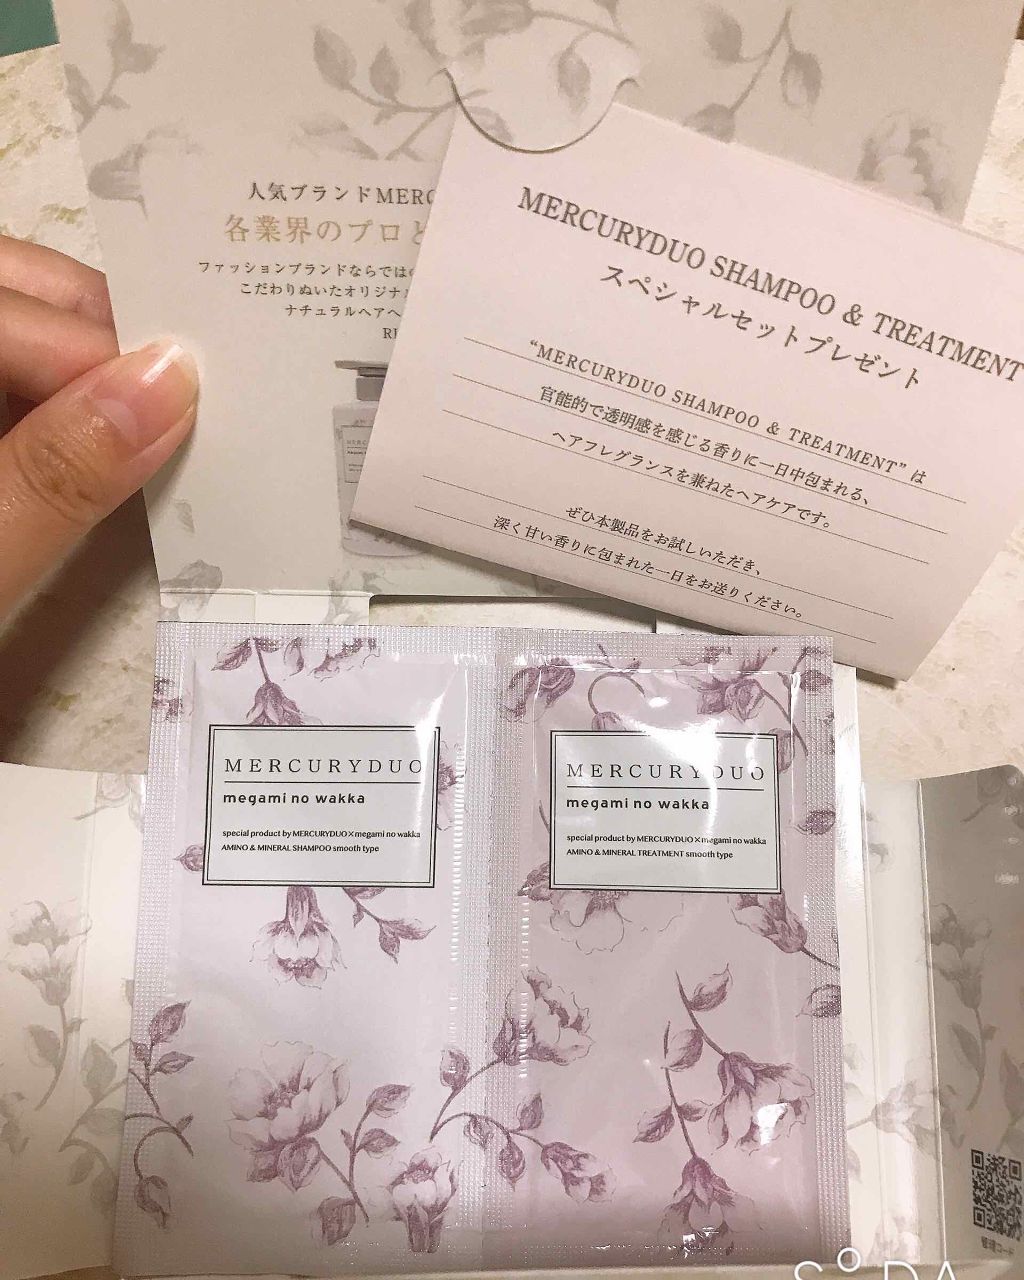 人気ブランドMERC
各業界のプロと
ファッションブランドならではの
こだわりぬいたオリジナ
ナチュラルヘアへ
MERCURYDUO SHAMPOO & TREATMENT
スペシャルセットプレゼント
“MERCURYDUO SHAMPOO & TREATMENT” は
官能的で透明感を感じる香りに一日中包まれる、
ヘアフレグランスを兼ねたヘアケアです。
ぜひ本製品をお試しいただき、
深く甘い香りに包まれた一日をお送りください。
MERCURYDUO
megami no wakka
special product by MERCURYDUO×megami no wakka
AMINO & MINERAL SHAMPOO smooth type
MERCURYDUO
megami no wakka
special product by MERCURYDUO×megami no wakka
AMINO & MINERAL TREATMENT smooth type